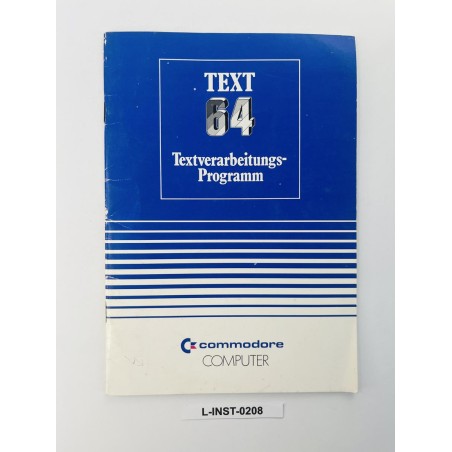 TEXT
64
Textverarbeitungs-
Programm
commodore
COMPUTER
L-INST-0208